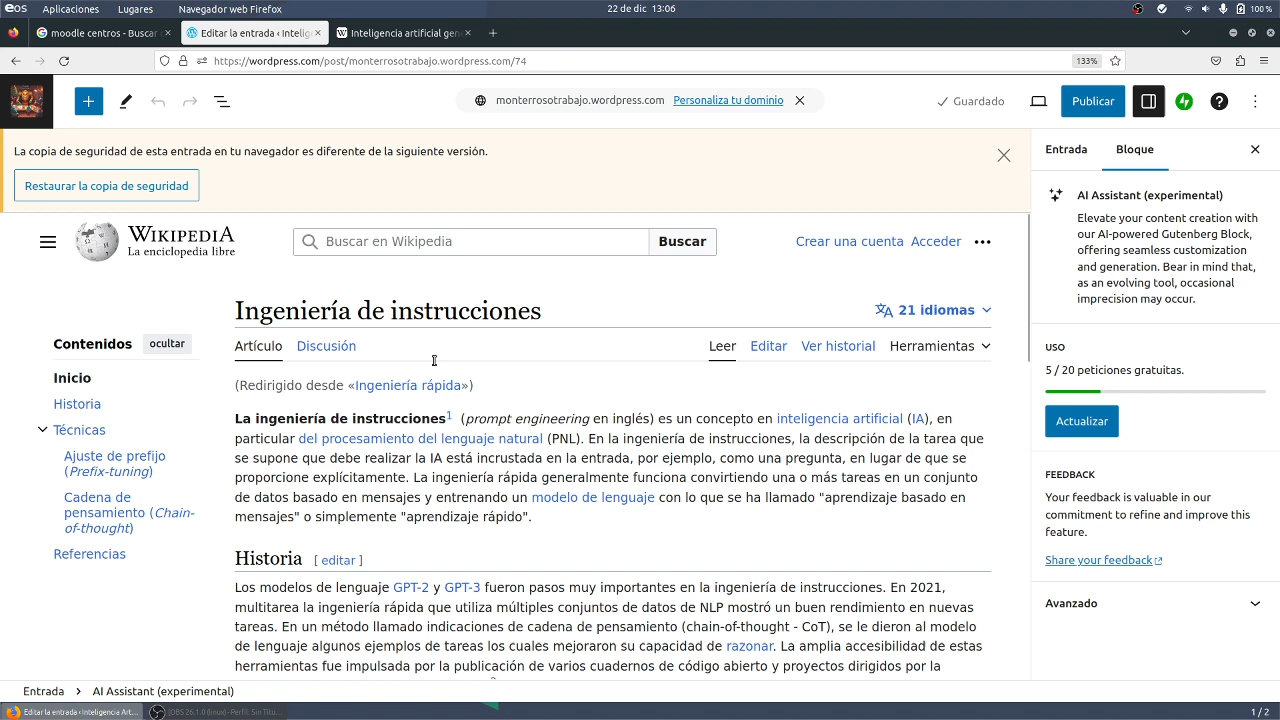 eos Aplicaciones Lugares Navegador web Firefox 22 de dic 13:06 100 %
moodle centros - Buscar Editar la entrada ‹ Intelig Inteligencia artificial gen
https://wordpress.com/post/monterrosotrabajo.wordpress.com/74 133%
monterrosotrabajo.wordpress.com Personaliza tu dominio Guardado Publicar
La copia de seguridad de esta entrada en tu navegador es diferente de la siguiente versión.
Restaurar la copia de seguridad
WIKIPEDIA
La enciclopedia libre
Buscar en Wikipedia Buscar Crear una cuenta Acceder
Ingeniería de instrucciones 21 idiomas
Contenidos ocultar
Inicio
Historia
Técnicas
Ajuste de prefijo
(Prefix-tuning)
Cadena de
pensamiento (Chain-
of-thought)
Referencias
Artículo Discusión Leer Editar Ver historial Herramientas
(Redirigido desde «Ingeniería rápida»)
La ingeniería de instrucciones1 (prompt engineering en inglés) es un concepto en inteligencia artificial (IA), en
particular del procesamiento del lenguaje natural (PNL). En la ingeniería de instrucciones, la descripción de la tarea que
se supone que debe realizar la IA está incrustada en la entrada, por ejemplo, como una pregunta, en lugar de que se
proporcione explícitamente. La ingeniería rápida generalmente funciona convirtiendo una o más tareas en un conjunto
de datos basado en mensajes y entrenando un modelo de lenguaje con lo que se ha llamado "aprendizaje basado en
mensajes" o simplemente "aprendizaje rápido".
Historia [ editar ]
Los modelos de lenguaje GPT-2 y GPT-3 fueron pasos muy importantes en la ingeniería de instrucciones. En 2021,
multitarea la ingeniería rápida que utiliza múltiples conjuntos de datos de NLP mostró un buen rendimiento en nuevas
tareas. En un método llamado indicaciones de cadena de pensamiento (chain-of-thought - CoT), se le dieron al modelo
de lenguaje algunos ejemplos de tareas los cuales mejoraron su capacidad de razonar. La amplia accesibilidad de estas
herramientas fue impulsada por la publicación de varios cuadernos de código abierto y proyectos dirigidos por la
Entrada Bloque
AI Assistant (experimental)
Elevate your content creation with
our AI-powered Gutenberg Block,
offering seamless customization
and generation. Bear in mind that,
as an evolving tool, occasional
imprecision may occur.
USO
5 / 20 peticiones gratuitas.
Actualizar
FEEDBACK
Your feedback is valuable in our
commitment to refine and improve this
feature.
Share your feedback
Avanzado
Entrada › AI Assistant (experimental)
Editar la entrada ‹ Inteligencia Art... [OBS 26.1.0 (linux) - Perfil: Sin Títu... 1 / 2